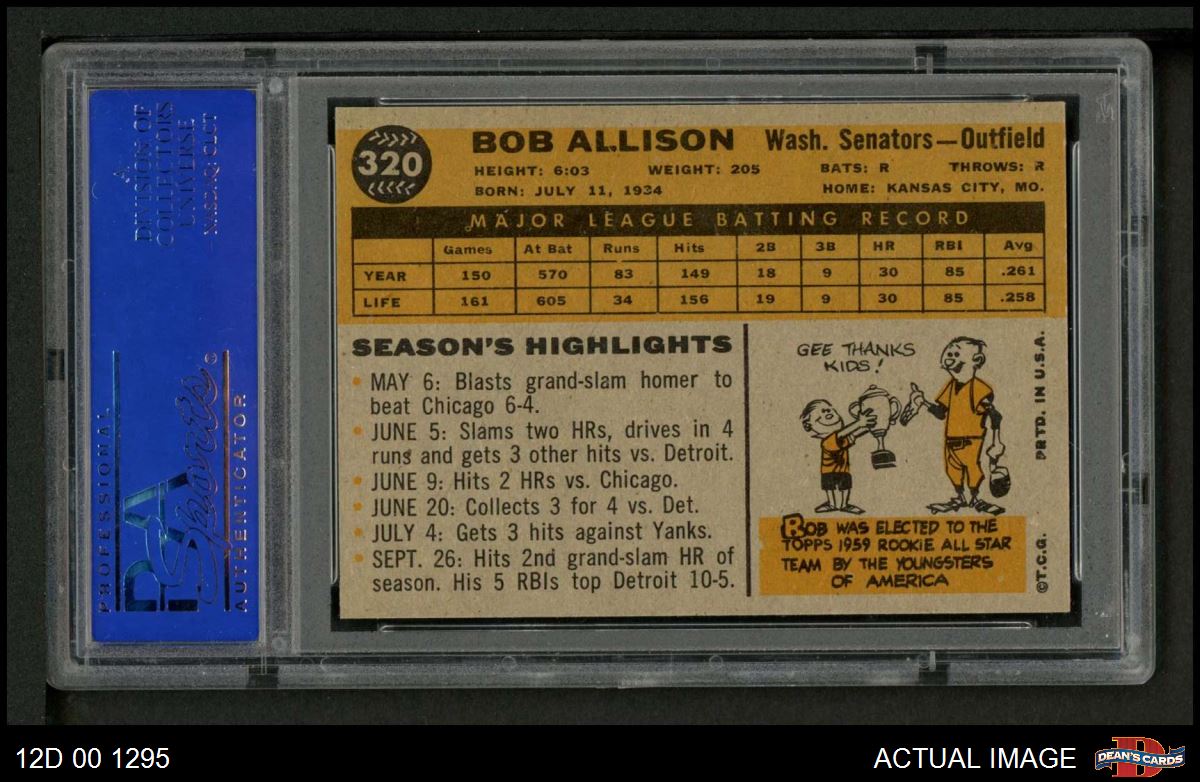 A
DIVISION OF
COLLECTORS
UNIVERSE
NASDAQ: CLCT
PROFESSIONAL
PSA
Sports
AUTHENTICATOR
320
BOB ALLISON Wash. Senators—Outfield
HEIGHT: 6:03 WEIGHT: 205 BATS: R THROWS: R
BORN: JULY 11, 1934 HOME: KANSAS CITY, MO.
MAJOR LEAGUE BATTING RECORD
Games At Bat Runs Hits 2B 3B HR RBI Avg
YEAR 150 570 83 149 18 9 30 85 .261
LIFE 161 605 34 156 19 9 30 85 .258
SEASON'S HIGHLIGHTS
• MAY 6: Blasts grand-slam homer to
beat Chicago 6-4.
• JUNE 5: Slams two HRs, drives in 4
runs and gets 3 other hits vs. Detroit.
• JUNE 9: Hits 2 HRs vs. Chicago.
• JUNE 20: Collects 3 for 4 vs. Det.
• JULY 4: Gets 3 hits against Yanks.
• SEPT. 26: Hits 2nd grand-slam HR of
season. His 5 RBIs top Detroit 10-5.
GEE THANKS
KIDS!
BOB WAS ELECTED TO THE
TOPPS 1959 ROOKIE ALL STAR
TEAM BY THE YOUNGSTERS
OF AMERICA
©T.C.G. PRTD. IN U.S.A.
12D 00 1295
ACTUAL IMAGE
D
DEAN'S CARDS